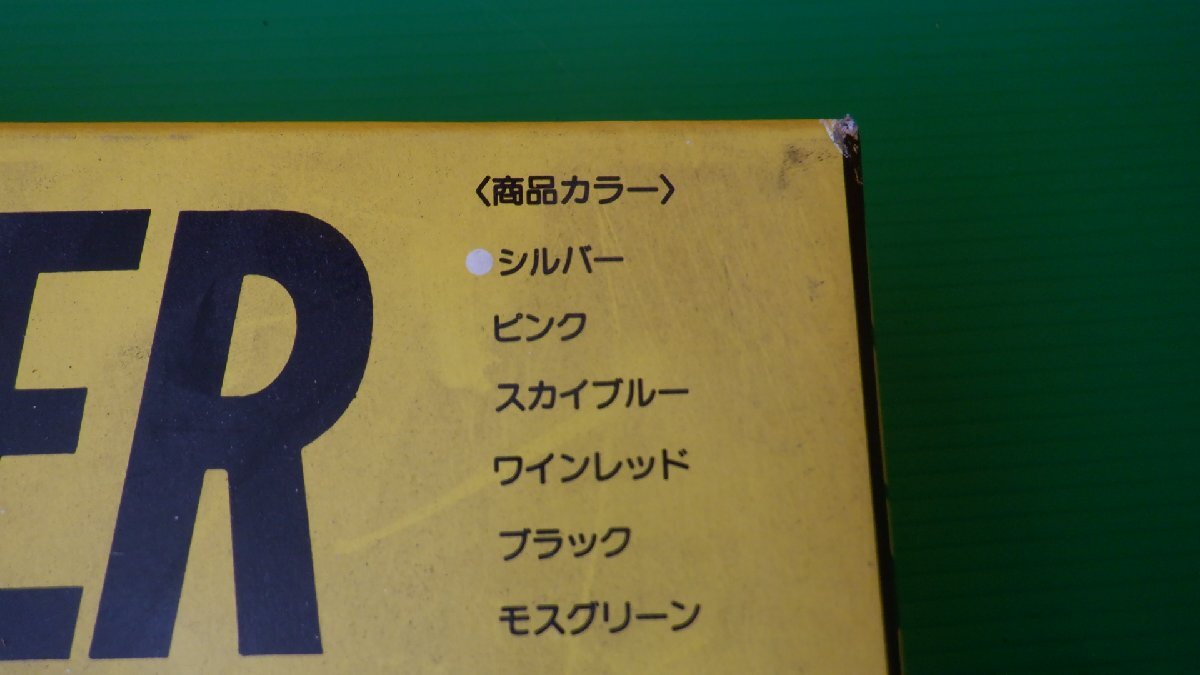 ER
〈商品カラー〉
シルバー
ピンク
スカイブルー
ワインレッド
ブラック
モスグリーン